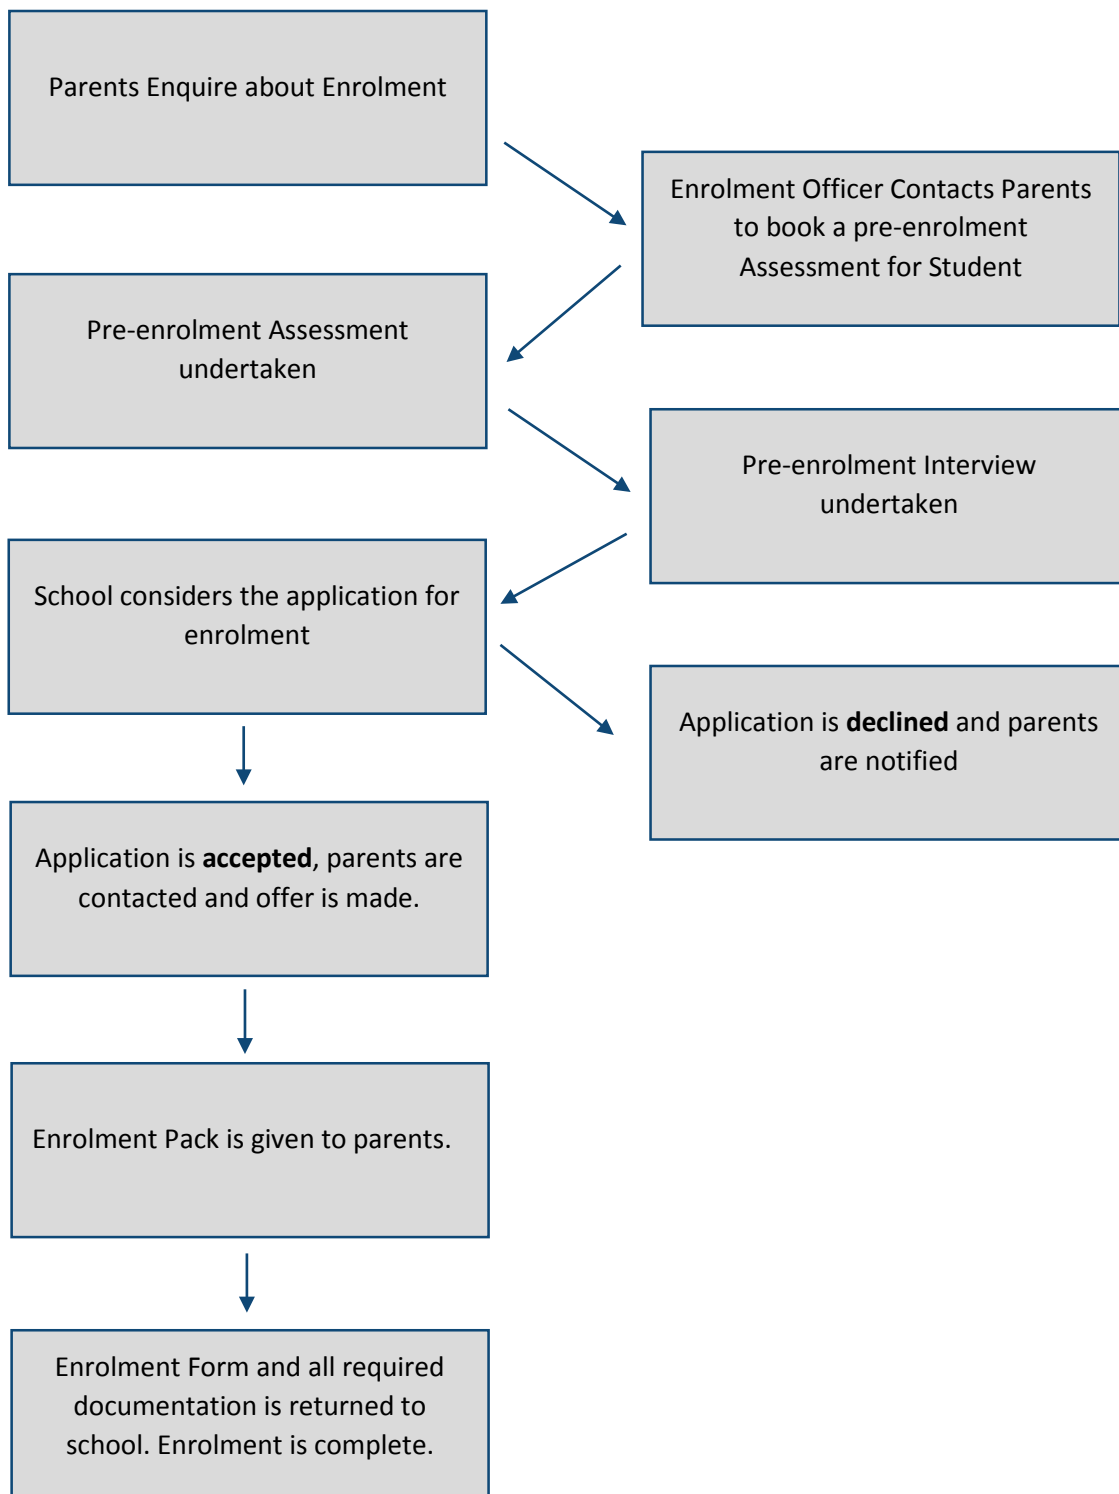 Parents Enquire about Enrolment
Enrolment Officer Contacts Parents
to book a pre-enrolment
Assessment for Student
Pre-enrolment Assessment
undertaken
Pre-enrolment Interview
undertaken
School considers the application for
enrolment
Application is declined and parents
are notified
Application is accepted, parents are
contacted and offer is made.
Enrolment Pack is given to parents.
Enrolment Form and all required
documentation is returned to
school. Enrolment is complete.